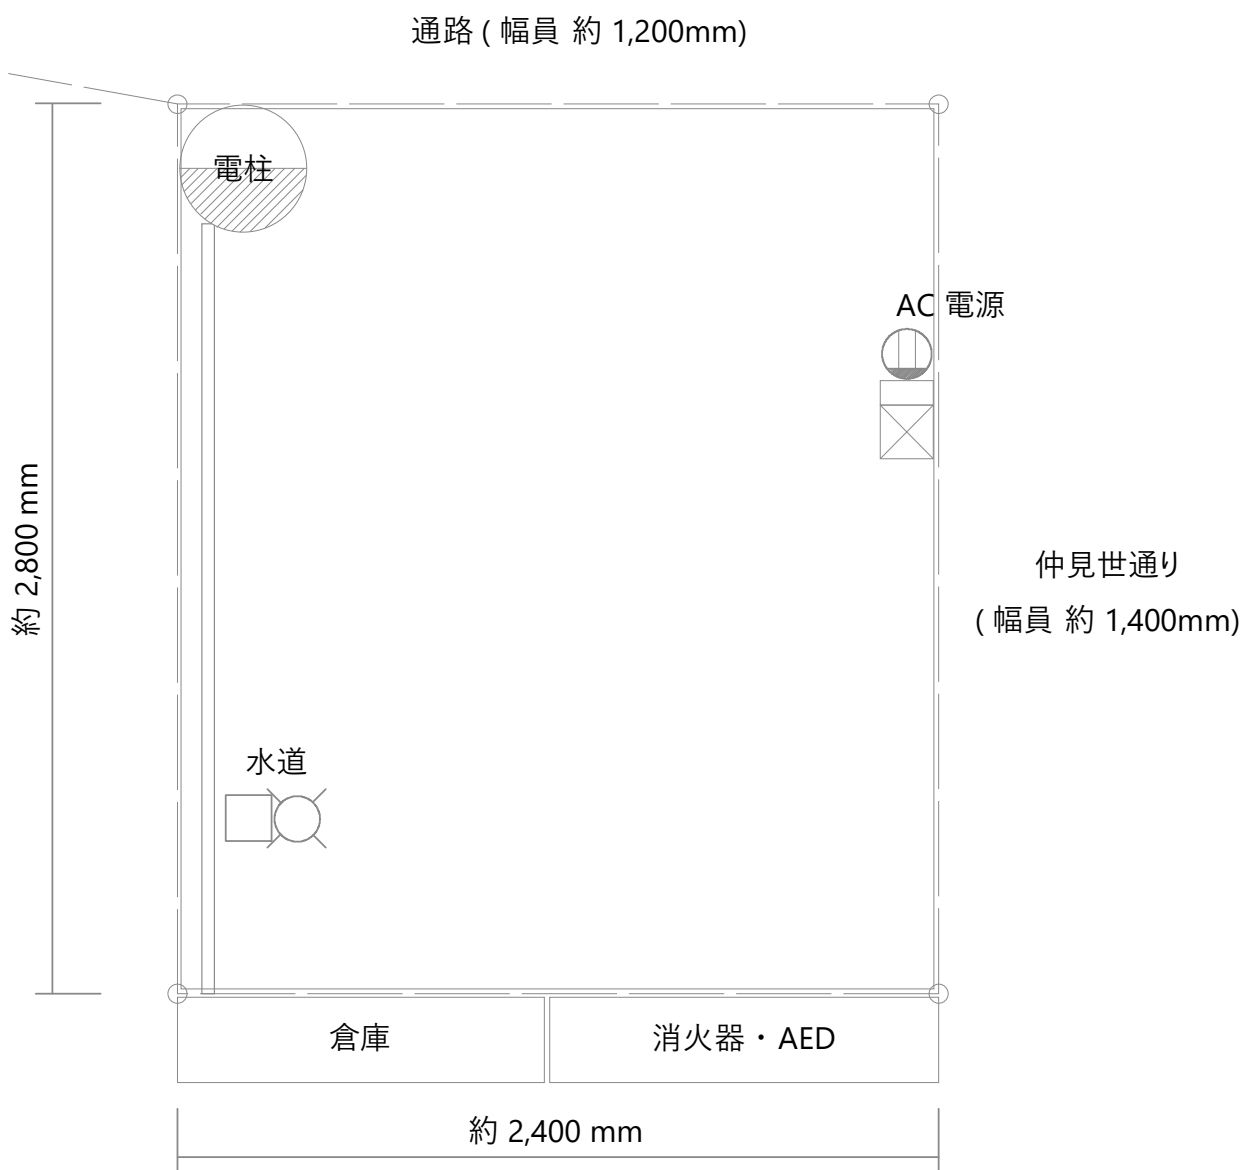 通路 ( 幅員 約 1,200mm)
電柱
AC 電源
約 2,800 mm
仲見世通り
( 幅員 約 1,400mm)
水道
倉庫
消火器・AED
約 2,400 mm